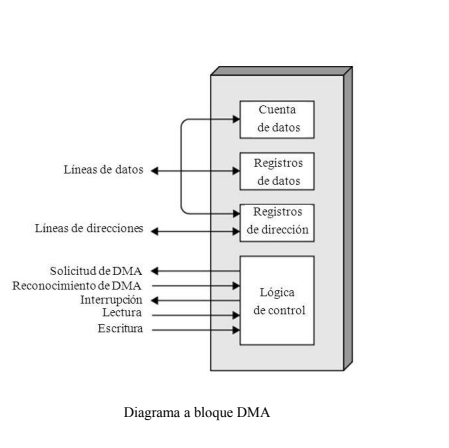 Cuenta
de datos
Líneas de datos
Registros
de datos
Registros
de dirección
Líneas de direcciones
Solicitud de DMA
Reconocimiento de DMA
Interrupción
Lectura
Escritura
Lógica
de control
Diagrama a bloque DMA